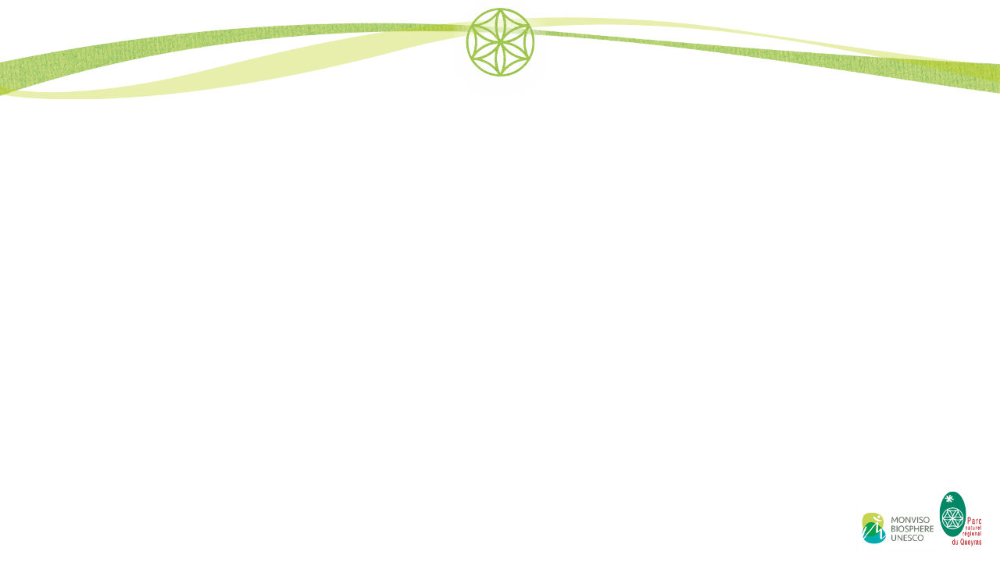 MONVISO
BIOSPHERE
UNESCO
Parc
naturel
régional
du Queyras